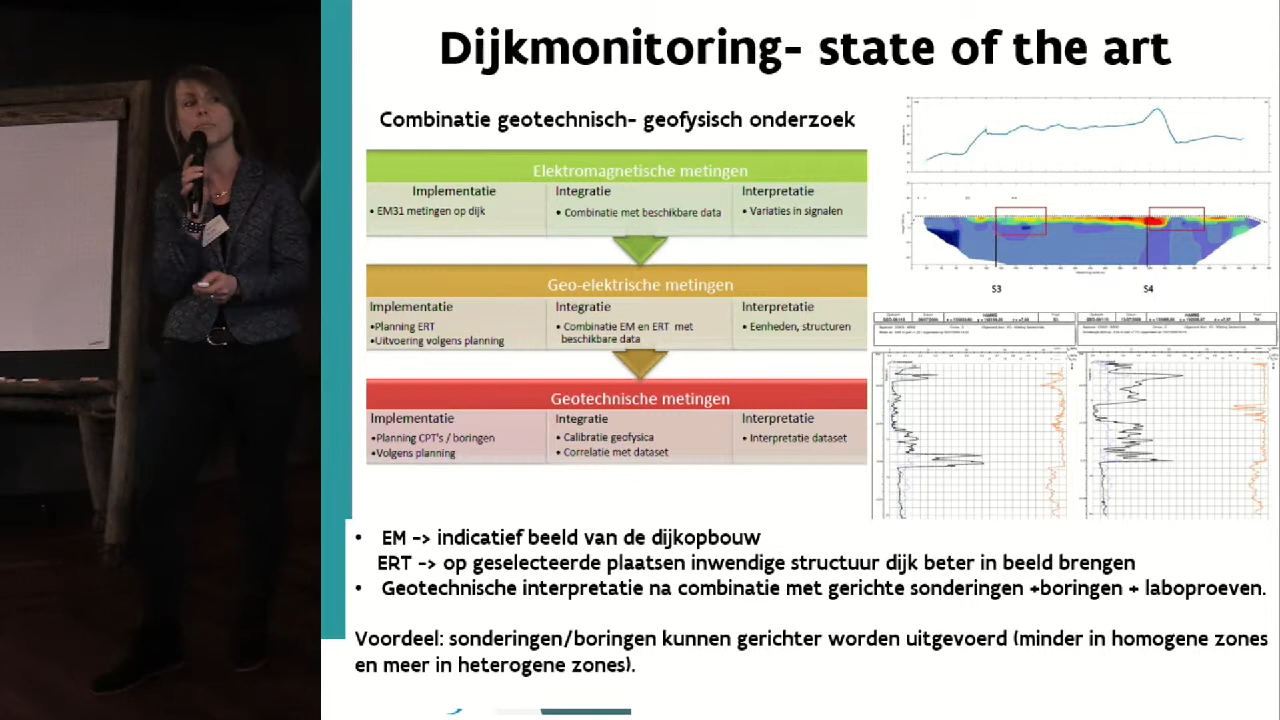 Dijkmonitoring- state of the art
Combinatie geotechnisch- geofysisch onderzoek
Elektromagnetische metingen
Implementatie
Integratie
Interpretatie
• EM31 metingen op dijk
• Combinatie met beschikbare data
• Variaties in signalen
Geo-elektrische metingen
Implementatie
Integratie
Interpretatie
•Planning ERT
•Uitvoering volgens planning
• Combinatie EM en ERT met
beschikbare data
• Eenheden, structuren
Geotechnische metingen
Implementatie
Integratie
Interpretatie
•Planning CPT's / boringen
•Volgens planning
• Calibratie geofysica
• Correlatie met dataset
• Interpretatie dataset
S3
S4
• EM -> indicatief beeld van de dijkopbouw
ERT -> op geselecteerde plaatsen inwendige structuur dijk beter in beeld brengen
• Geotechnische interpretatie na combinatie met gerichte sonderingen +boringen + laboproeven.
Voordeel: sonderingen/boringen kunnen gerichter worden uitgevoerd (minder in homogene zones
en meer in heterogene zones).